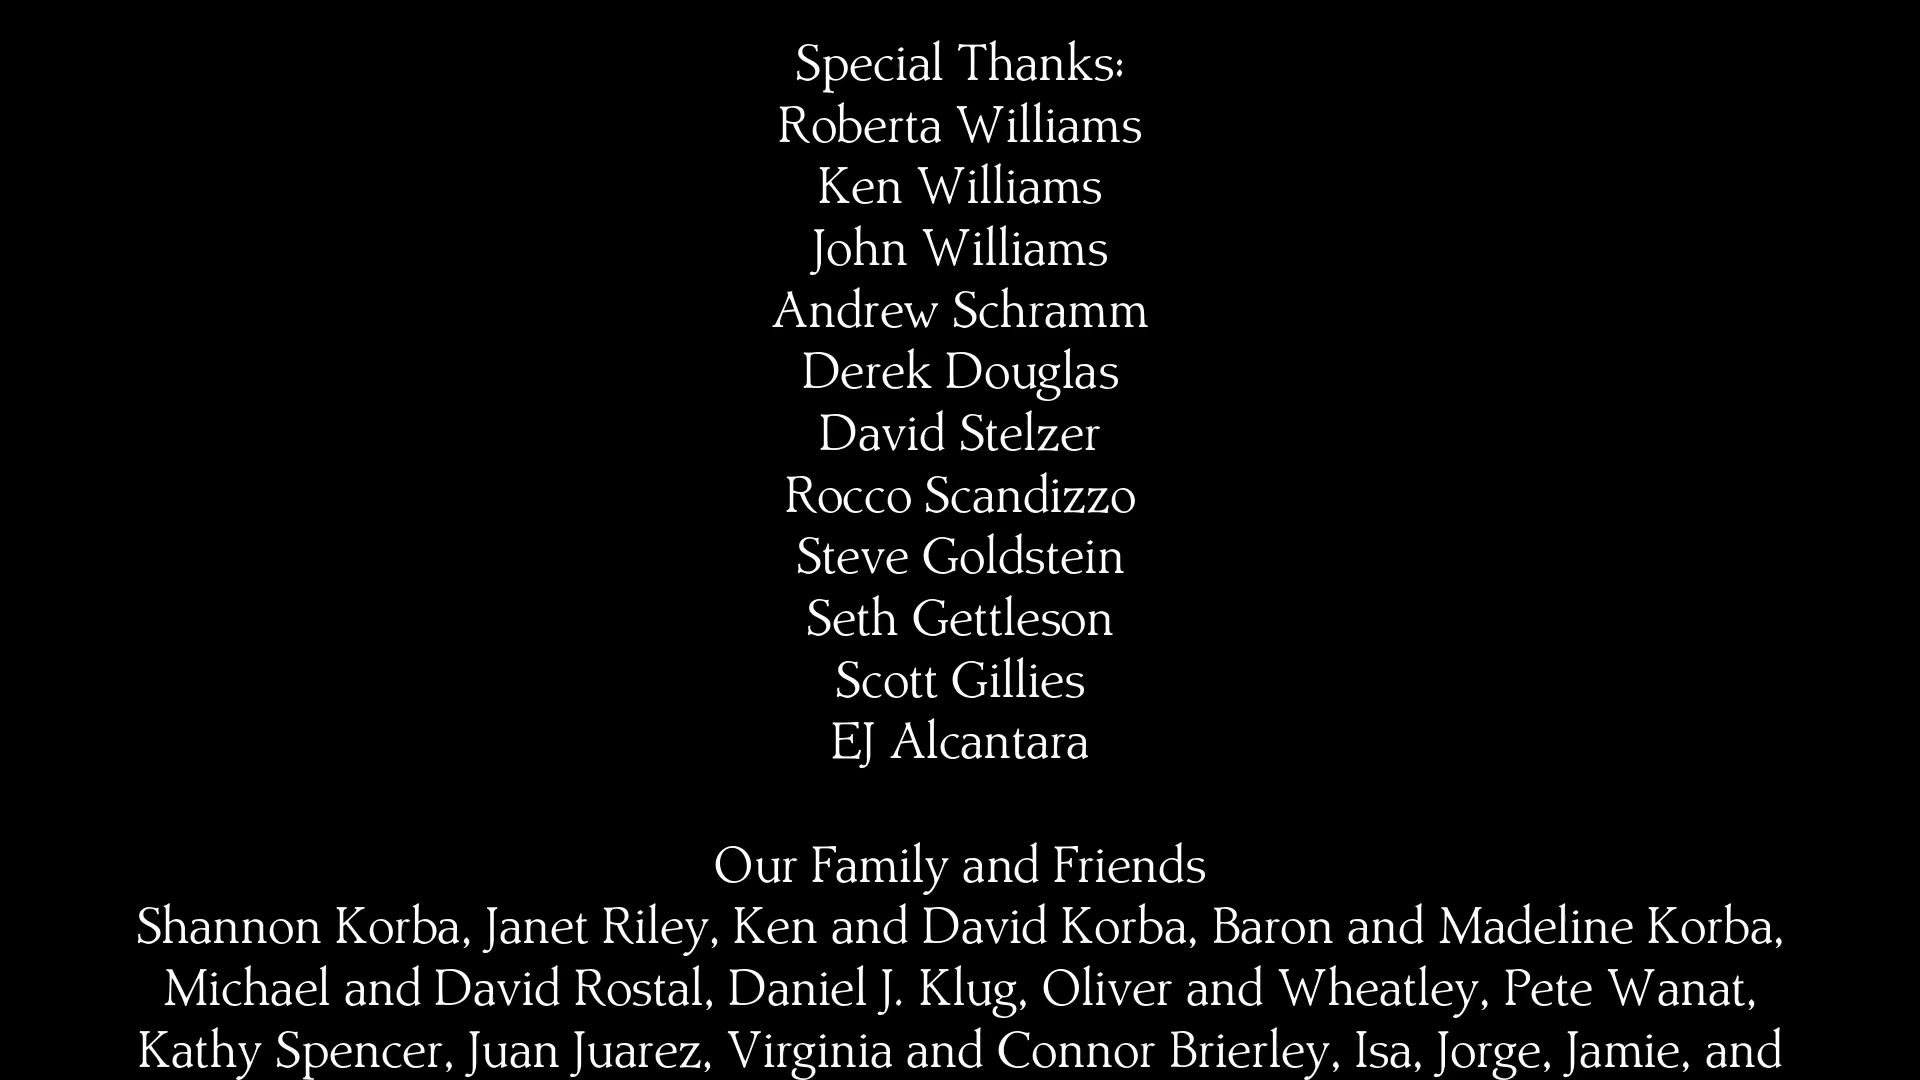 Special Thanks:
Roberta Williams
Ken Williams
John Williams
Andrew Schramm
Derek Douglas
David Stelzer
Rocco Scandizzo
Steve Goldstein
Seth Gettleson
Scott Gillies
EJ Alcantara
Our Family and Friends
Shannon Korba, Janet Riley, Ken and David Korba, Baron and Madeline Korba,
Michael and David Rostal, Daniel J. Klug, Oliver and Wheatley, Pete Wanat,
Kathy Spencer, Juan Juarez, Virginia and Connor Brierley, Isa, Jorge, Jamie, and